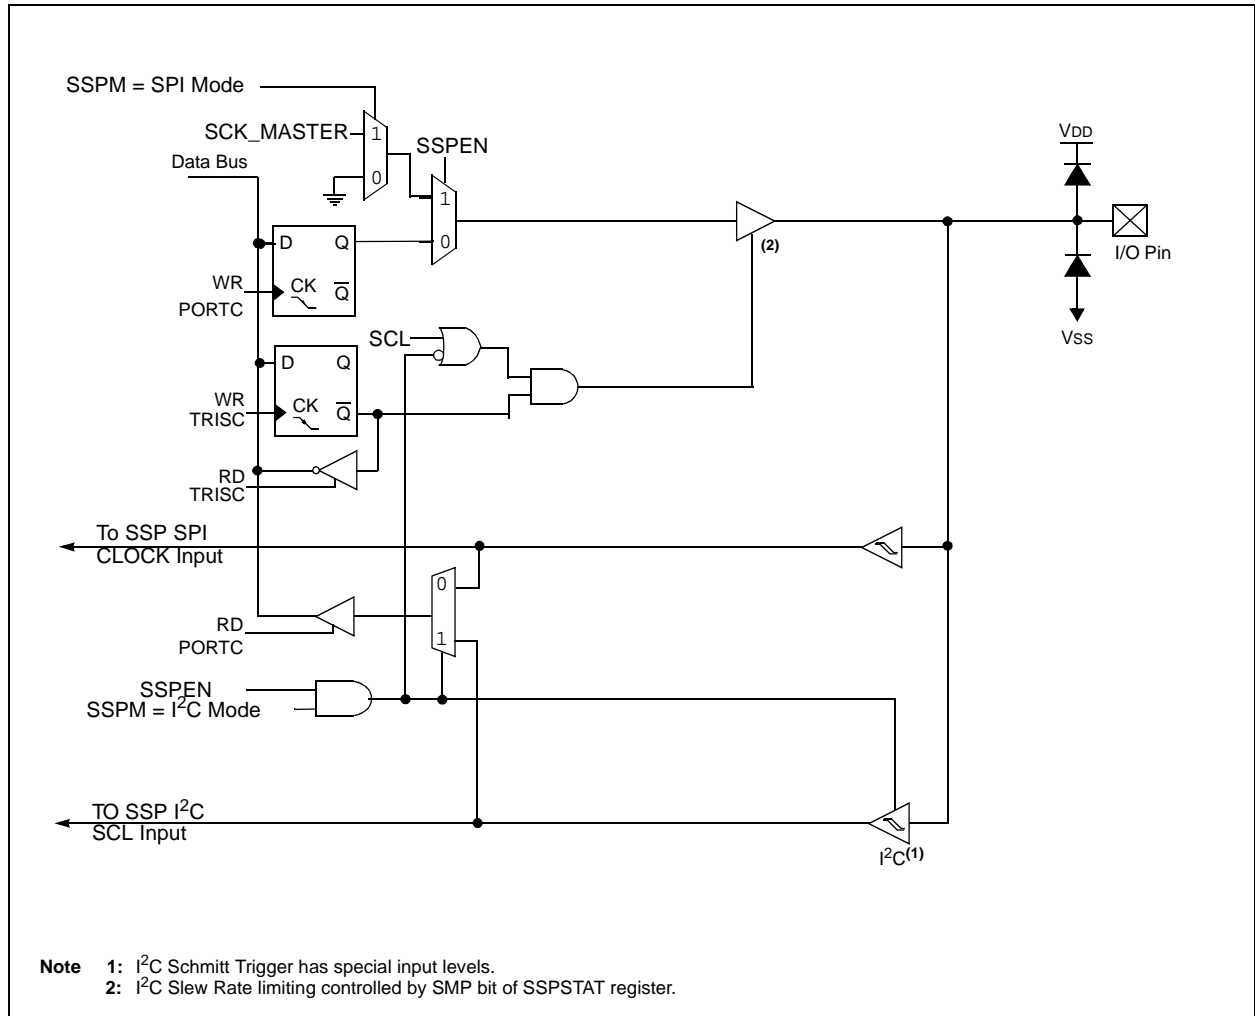 SSPM = SPI Mode
SCK_MASTER
1
0
SSPEN
1
0
Data Bus
D
Q
CK
Q̅
WR
PORTC
VDD
(2)
I/O Pin
VSS
SCL
D
Q
CK
Q̅
WR
TRISC
RD
TRISC
To SSP SPI
CLOCK Input
0
1
RD
PORTC
SSPEN
SSPM = I²C Mode
TO SSP I²C
SCL Input
I²C(1)
Note 1: I²C Schmitt Trigger has special input levels.
2: I²C Slew Rate limiting controlled by SMP bit of SSPSTAT register.